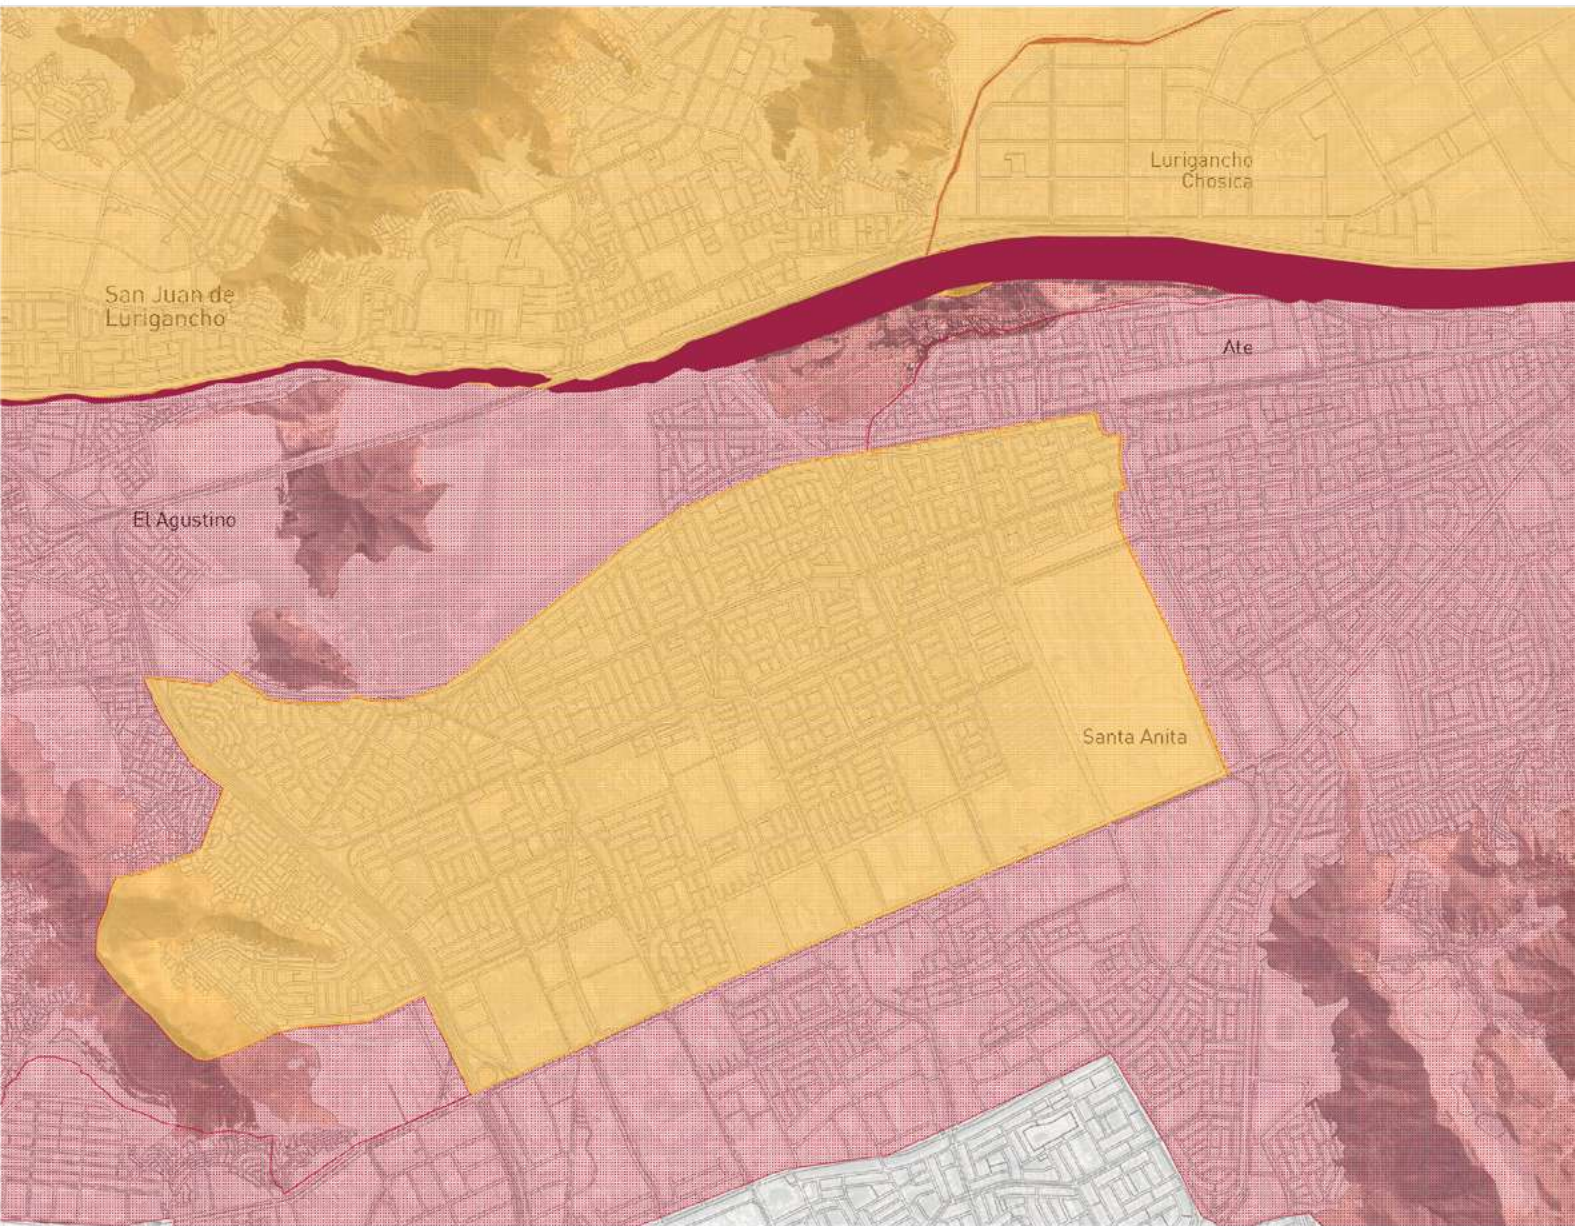 Lurigancho
Chosica
San Juan de
Lurigancho
Ate
El Agustino
Santa Anita